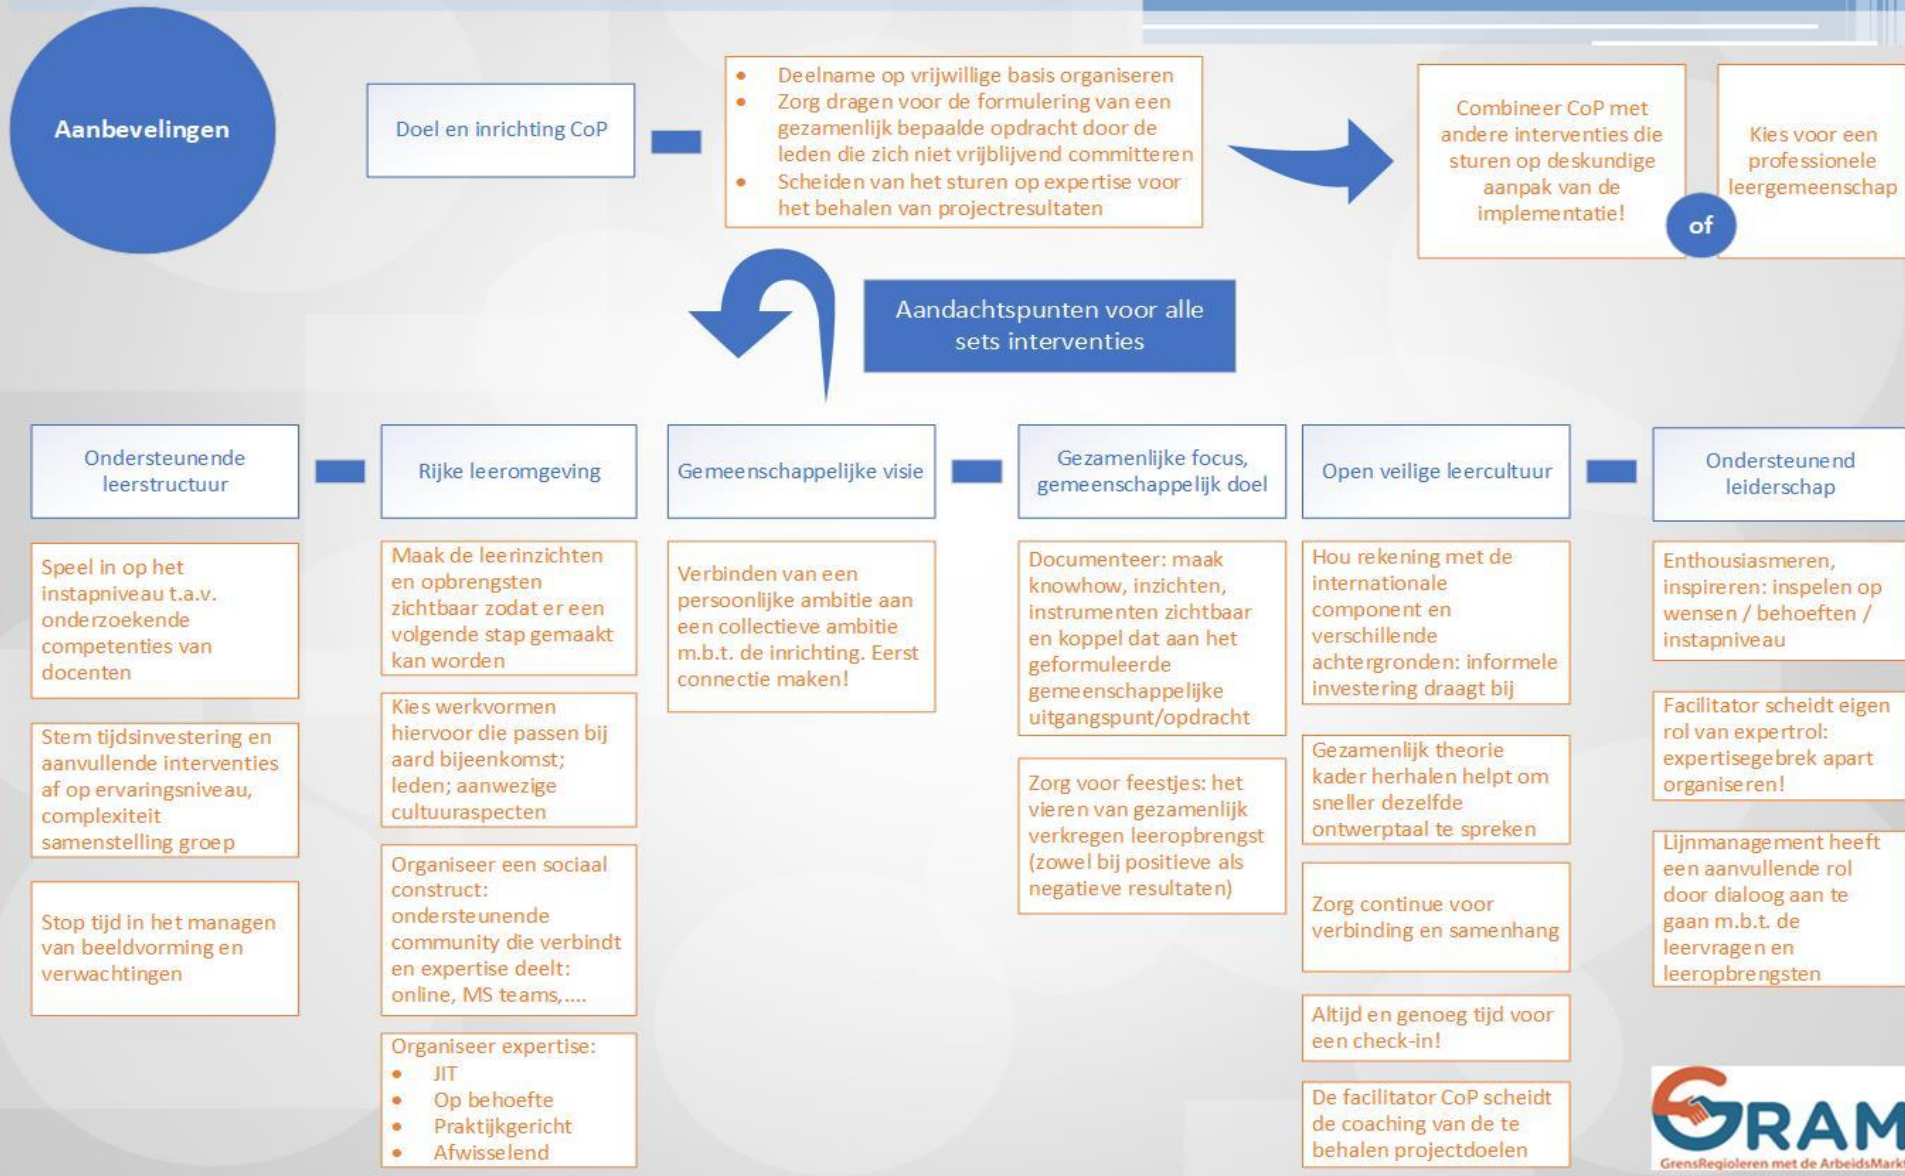 Aanbevelingen
Doel en inrichting CoP
• Deelname op vrijwillige basis organiseren
• Zorg dragen voor de formulering van een
gezamenlijk bepaalde opdracht door de
leden die zich niet vrijblijvend committeren
• Scheiden van het sturen op expertise voor
het behalen van projectresultaten
Combineer CoP met
andere interventies die
sturen op deskundige
aanpak van de
implementatie!
of
Kies voor een
professionele
leergemeenschap
Aandachtspunten voor alle
sets interventies
Ondersteunende
leerstructuur
Speel in op het
instapniveau t.a.v.
onderzoekende
competenties van
docenten
Stem tijdsinvestering en
aanvullende interventies
af op ervaringsniveau,
complexiteit
samenstelling groep
Stop tijd in het managen
van beeldvorming en
verwachtingen
Rijke leeromgeving
Maak de leerinzichten
en opbrengsten
zichtbaar zodat er een
volgende stap gemaakt
kan worden
Kies werkvormen
hiervoor die passen bij
aard bijeenkomst;
leden; aanwezige
cultuuraspecten
Organiseer een sociaal
construct:
ondersteunende
community die verbindt
en expertise deelt:
online, MS teams,....
Organiseer expertise:
• JIT
• Op behoefte
• Praktijkgericht
• Afwisselend
Gemeenschappelijke visie
Verbinden van een
persoonlijke ambitie aan
een collectieve ambitie
m.b.t. de inrichting. Eerst
connectie maken!
Gezamenlijke focus,
gemeenschappelijk doel
Documenteer: maak
knowhow, inzichten,
instrumenten zichtbaar
en koppel dat aan het
geformuleerde
gemeenschappelijke
uitgangspunt/opdracht
Zorg voor feestjes: het
vieren van gezamenlijk
verkregen leeropbrengst
(zowel bij positieve als
negatieve resultaten)
Open veilige leercultuur
Hou rekening met de
internationale
component en
verschillende
achtergronden: informele
investering draagt bij
Gezamenlijk theorie
kader herhalen helpt om
sneller dezelfde
ontwerptaal te spreken
Zorg continue voor
verbinding en samenhang
Altijd en genoeg tijd voor
een check-in!
De facilitator CoP scheidt
de coaching van de te
behalen projectdoelen
Ondersteunend
leiderschap
Enthousiasmeren,
inspireren: inspelen op
wensen / behoeften /
instapniveau
Facilitator scheidt eigen
rol van expertrol:
expertisegebrek apart
organiseren!
Lijnmanagement heeft
een aanvullende rol
door dialoog aan te
gaan m.b.t. de
leervragen en
leeropbrengsten
GRAM
GrensRegioleren met de ArbeidsMarkt